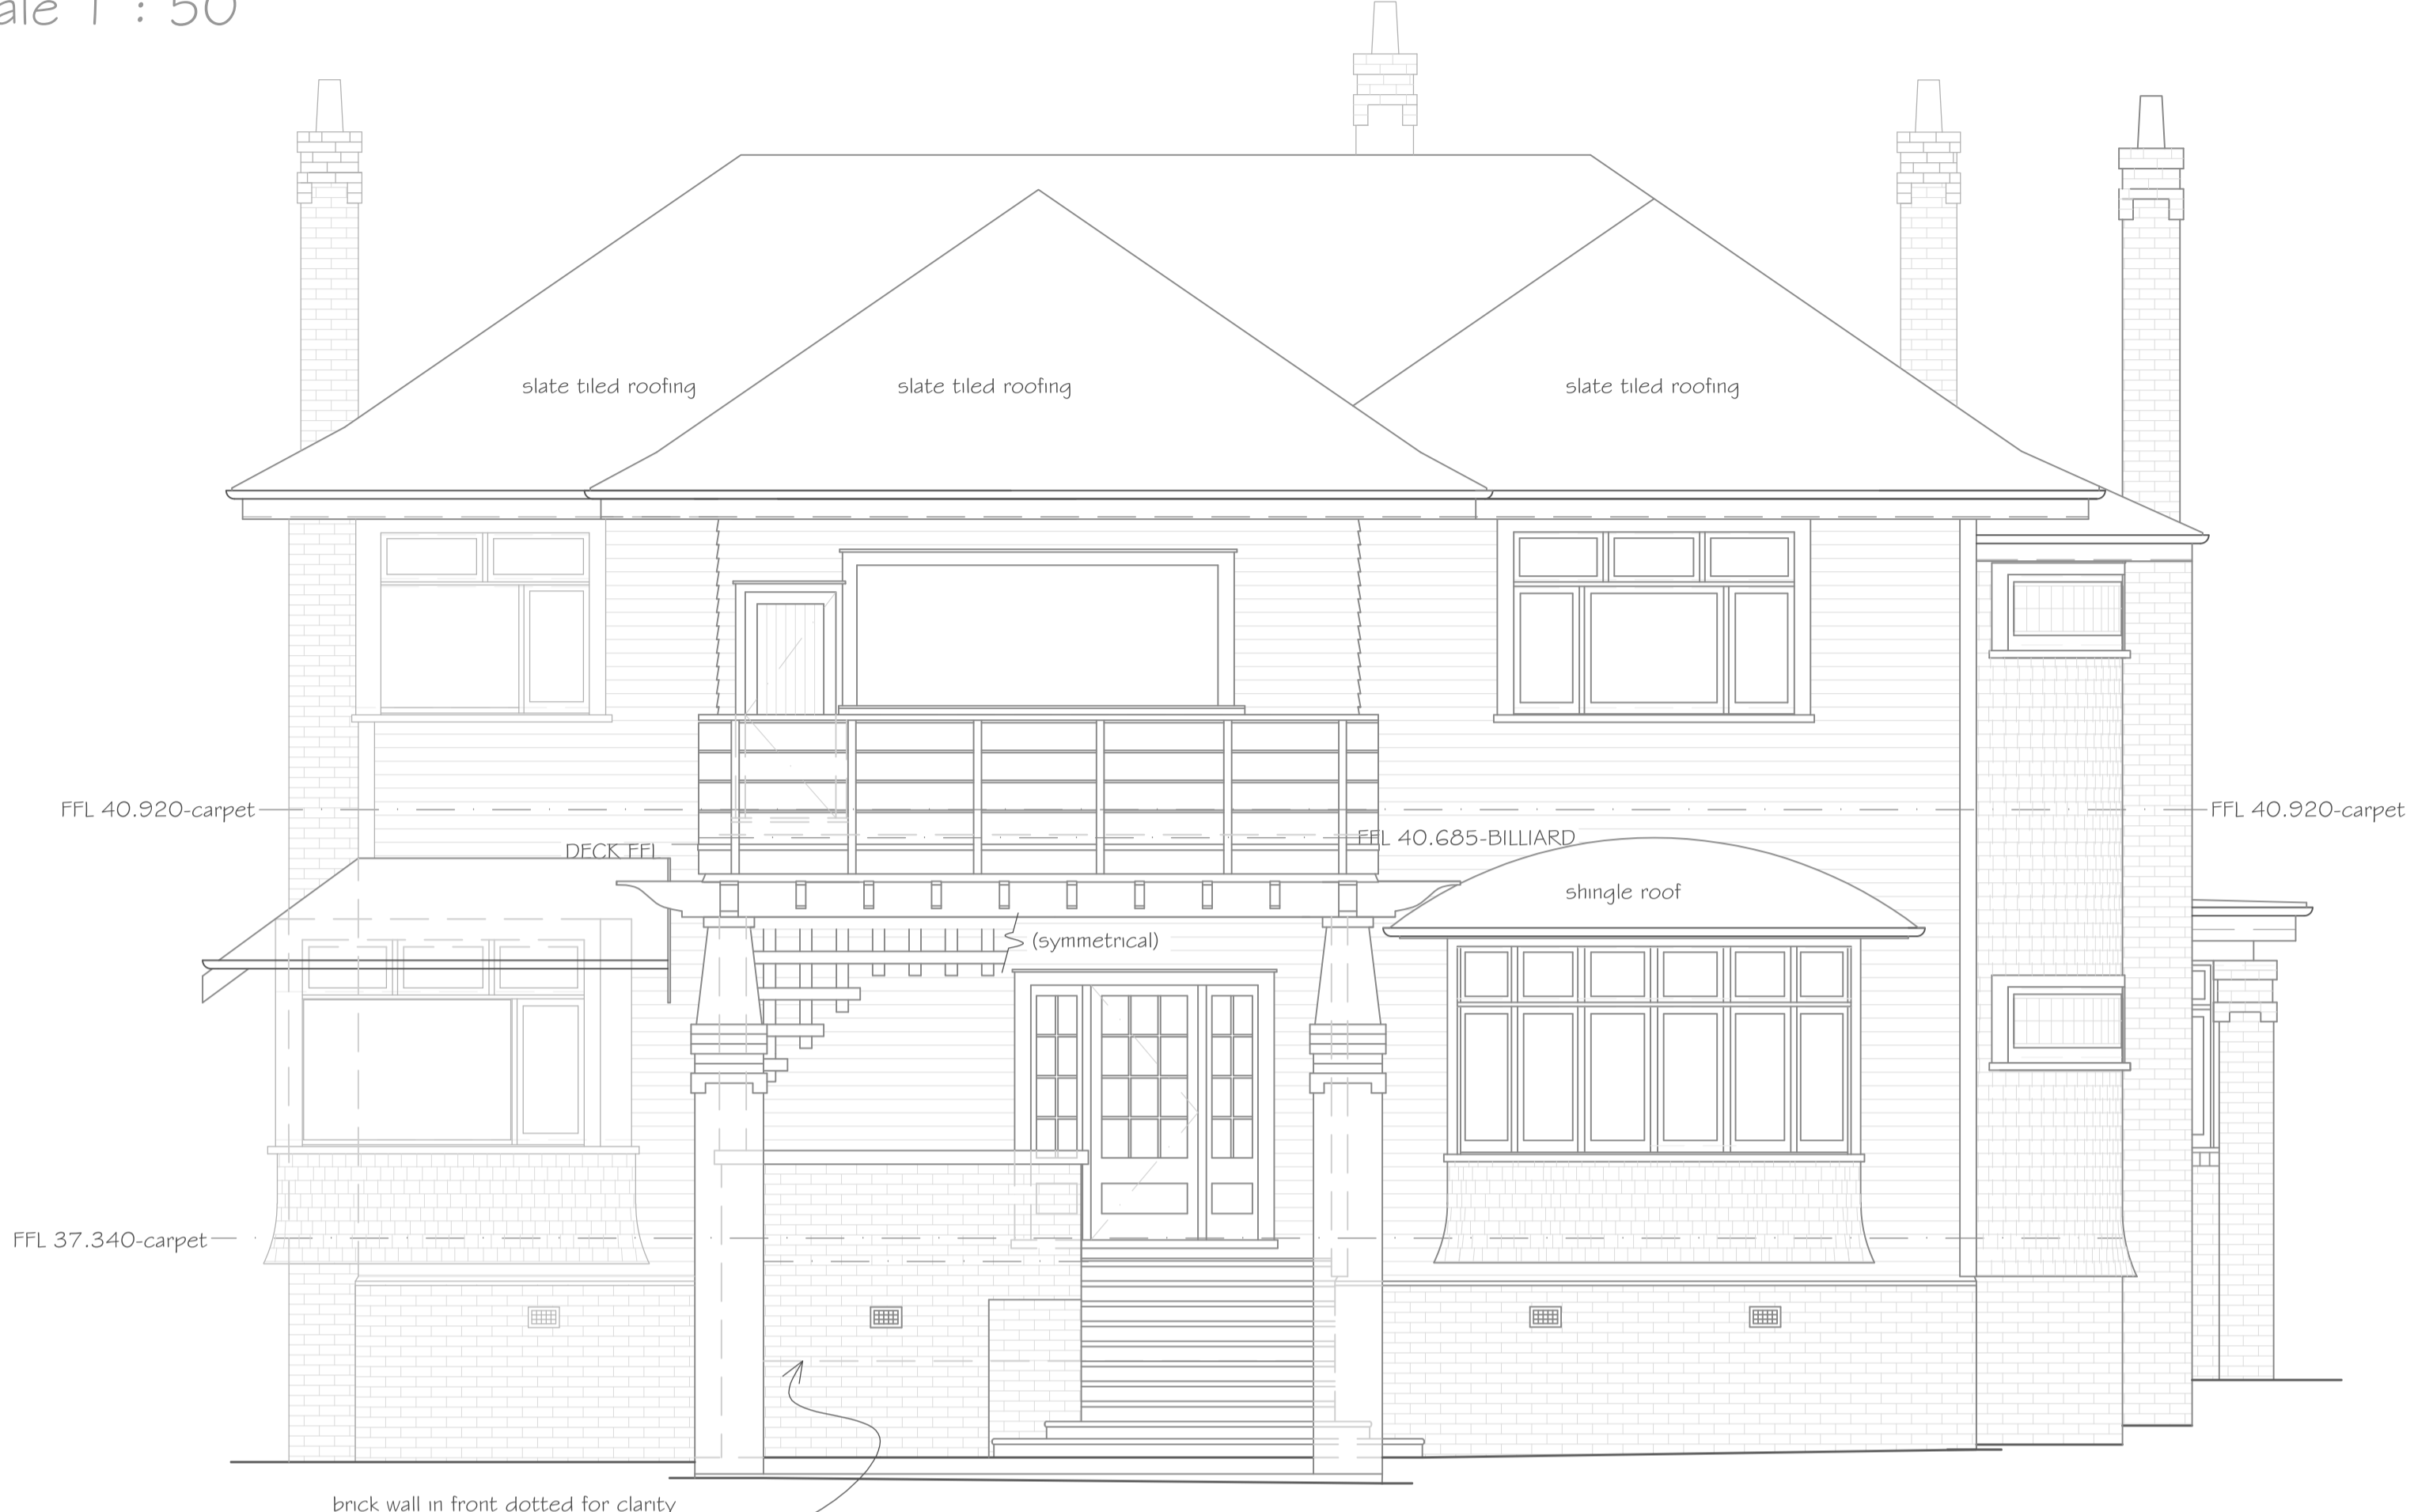 ale 1 : 50
slate tiled roofing
slate tiled roofing
slate tiled roofing
FFL 40.920-carpet
FFL 40.920-carpet
FFL 40.685-BILLIARD
DECK FFL
shingle roof
(symmetrical)
FFL 37.340-carpet
brick wall in front dotted for clarity